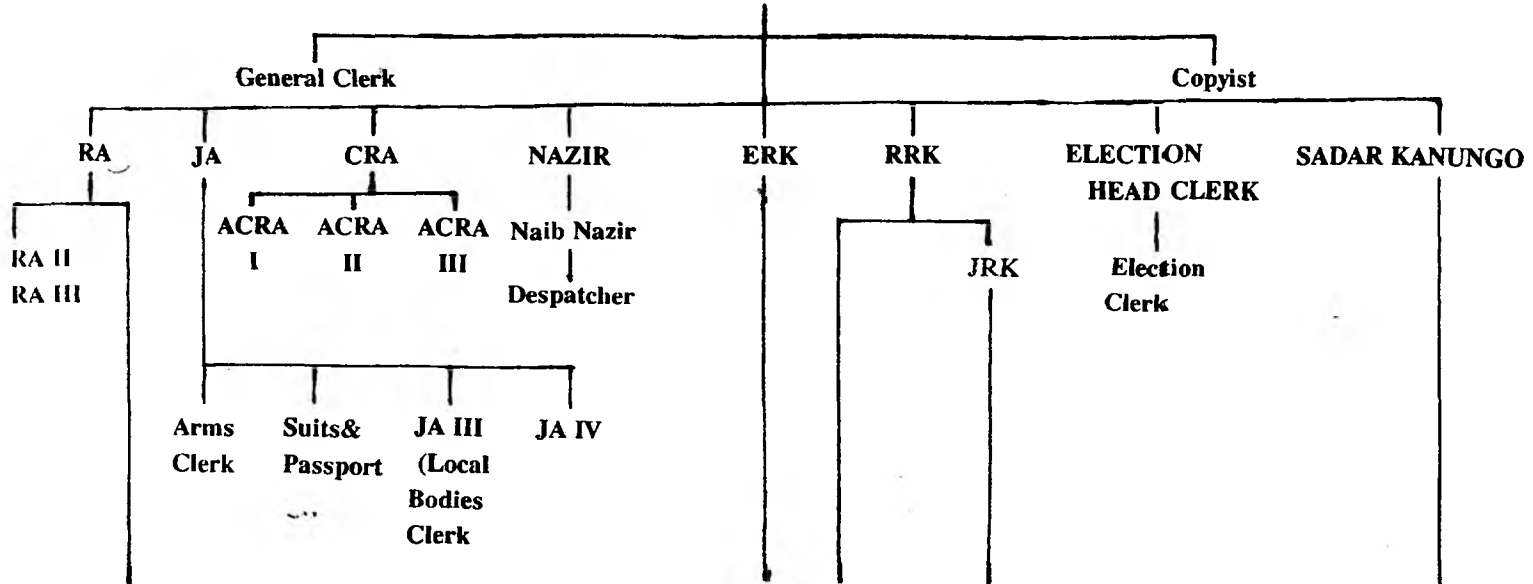 General Clerk Copyist
RA JA CRA NAZIR ERK RRK ELECTION HEAD CLERK SADAR KANUNGO
RA II
RA III
ACRA I
ACRA II
ACRA III
Naib Nazir
Despatcher
JRK
Election
Clerk
Arms
Clerk
Suits&
Passport
JA III
(Local
Bodies
Clerk
JA IV